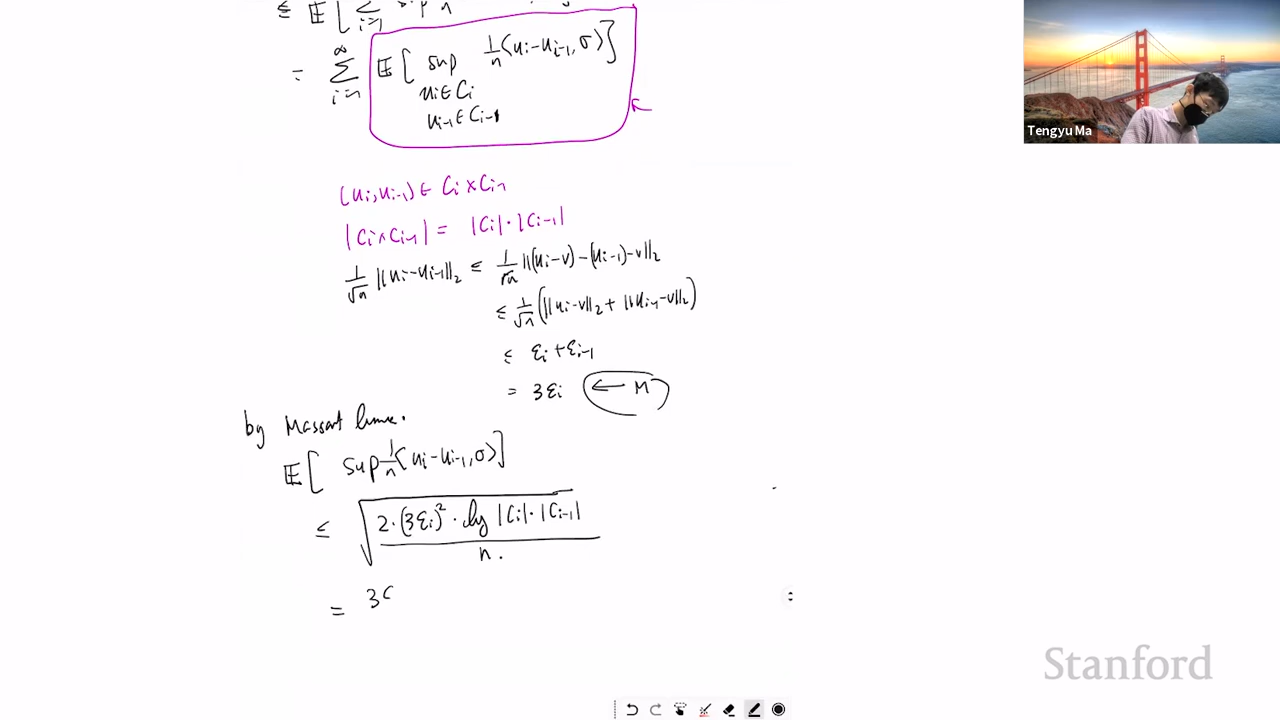 ≤ 𝔼[ ∑_{i=1}^∞ sup
= ∑_{i=1}^∞ 𝔼[ sup 1/n ⟨u_i - u_{i-1}, σ⟩ ]
u_i ∈ C_i
u_{i-1} ∈ C_{i-1}
(u_i, u_{i-1}) ∈ C_i × C_{i-1}
|C_i × C_{i-1}| = |C_i| · |C_{i-1}|
1/√n ||u_i - u_{i-1}||_2 ≤ 1/√n ||(u_i - v) - (u_{i-1}) - v||_2
≤ 1/√n (||u_i - v||_2 + ||u_{i-1} - v||_2)
≤ ε_i + ε_{i-1}
= 3ε_i ← M
by Massart lemma.
𝔼[ sup 1/n ⟨u_i - u_{i-1}, σ⟩ ]
≤ √(2 · (3ε_i)² · log |C_i| · |C_{i-1}| / n.)
= 3
Tengyu Ma
Stanford